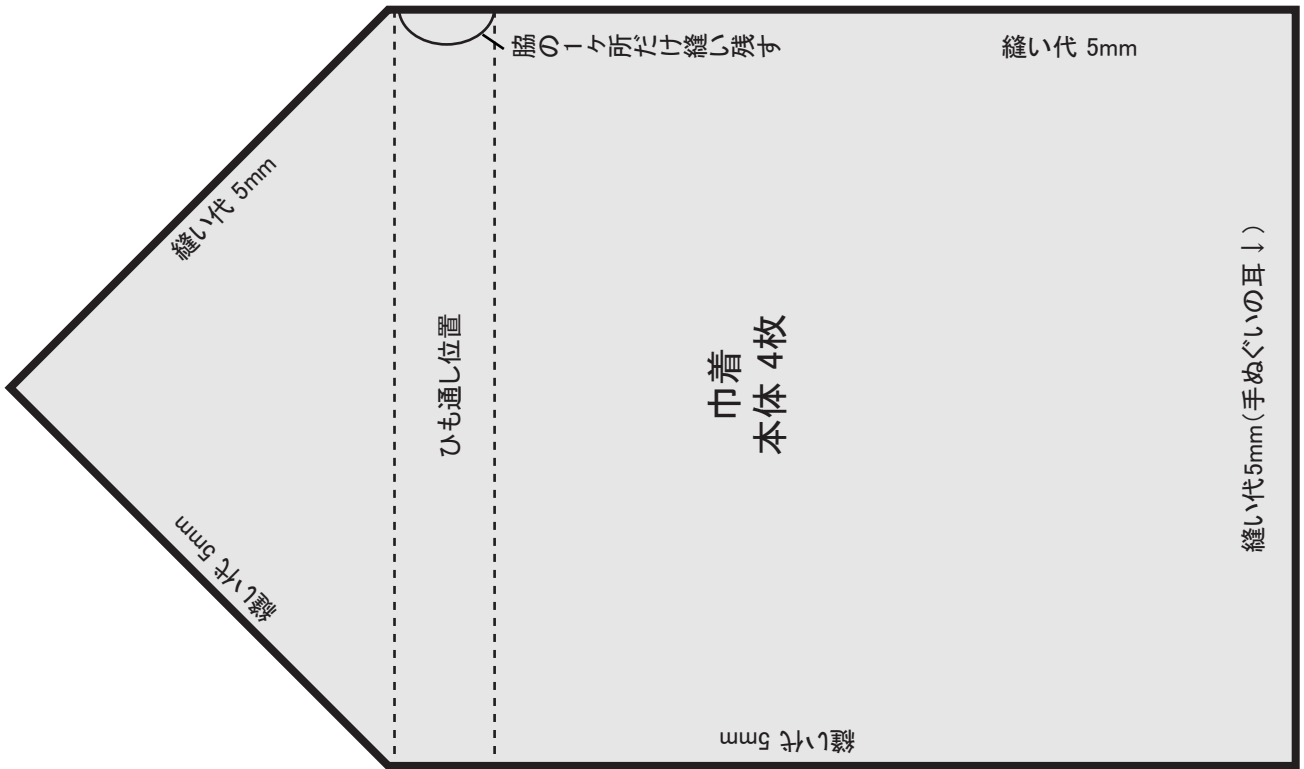 脇の1ヶ所だけ縫い残す
縫い代 5mm
縫い代 5mm
ひも通し位置
巾着
本体 4枚
縫い代5mm(手ぬぐいの耳↓)
縫い代 5mm
縫い代 5mm